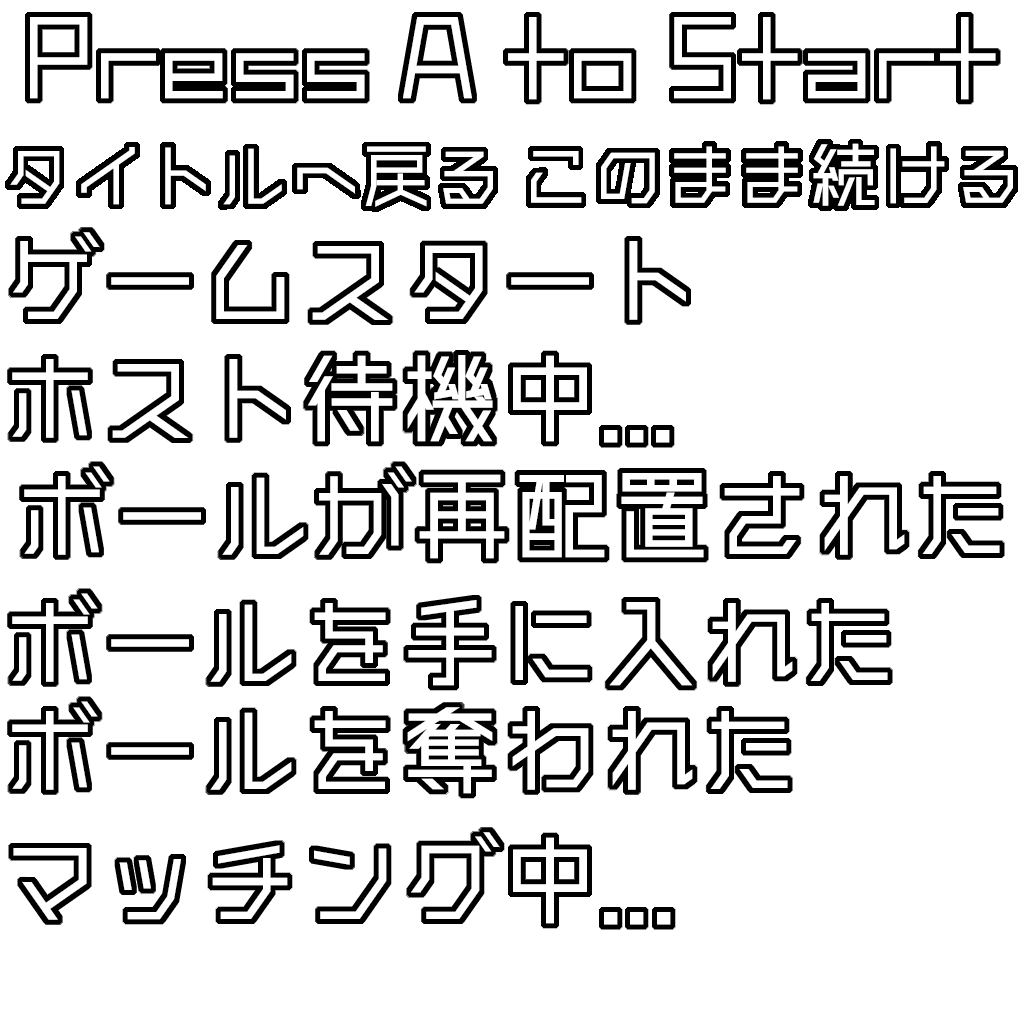 Press A to Start
タイトルへ戻る このまま続ける
ゲームスタート
ホスト待機中...
ボールが再配置された
ボールを手に入れた
ボールを奪われた
マッチング中...